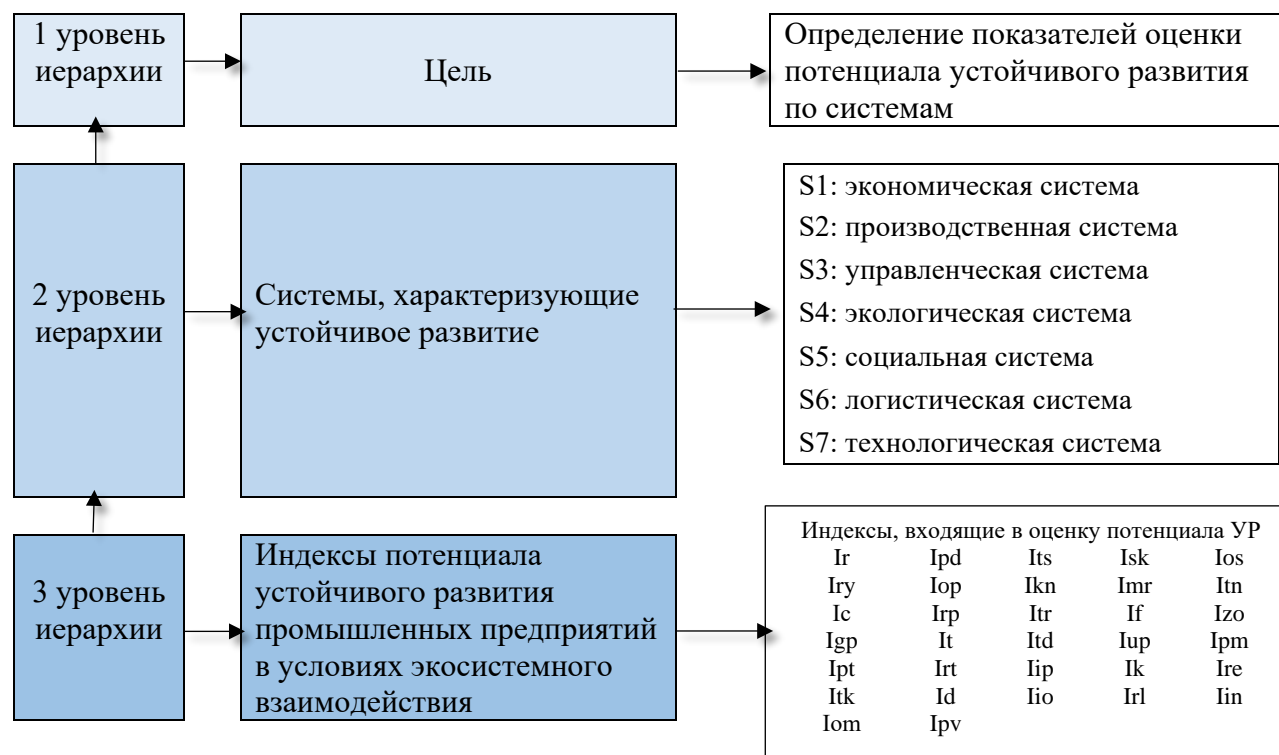 1 уровень
иерархии
Цель
Определение показателей оценки
потенциала устойчивого развития
по системам
2 уровень
иерархии
Системы, характеризующие
устойчивое развитие
S1: экономическая система
S2: производственная система
S3: управленческая система
S4: экологическая система
S5: социальная система
S6: логистическая система
S7: технологическая система
3 уровень
иерархии
Индексы потенциала
устойчивого развития
промышленных предприятий
в условиях экосистемного
взаимодействия
Индексы, входящие в оценку потенциала УР
Ir Ipd Its Isk Ios
Iry Iop Ikn Imr Itn
Ic Irp Itr If Izo
Igp It Itd Iup Ipm
Ipt Irt Iip Ik Ire
Itk Id Iio Irl Iin
Iom Ipv